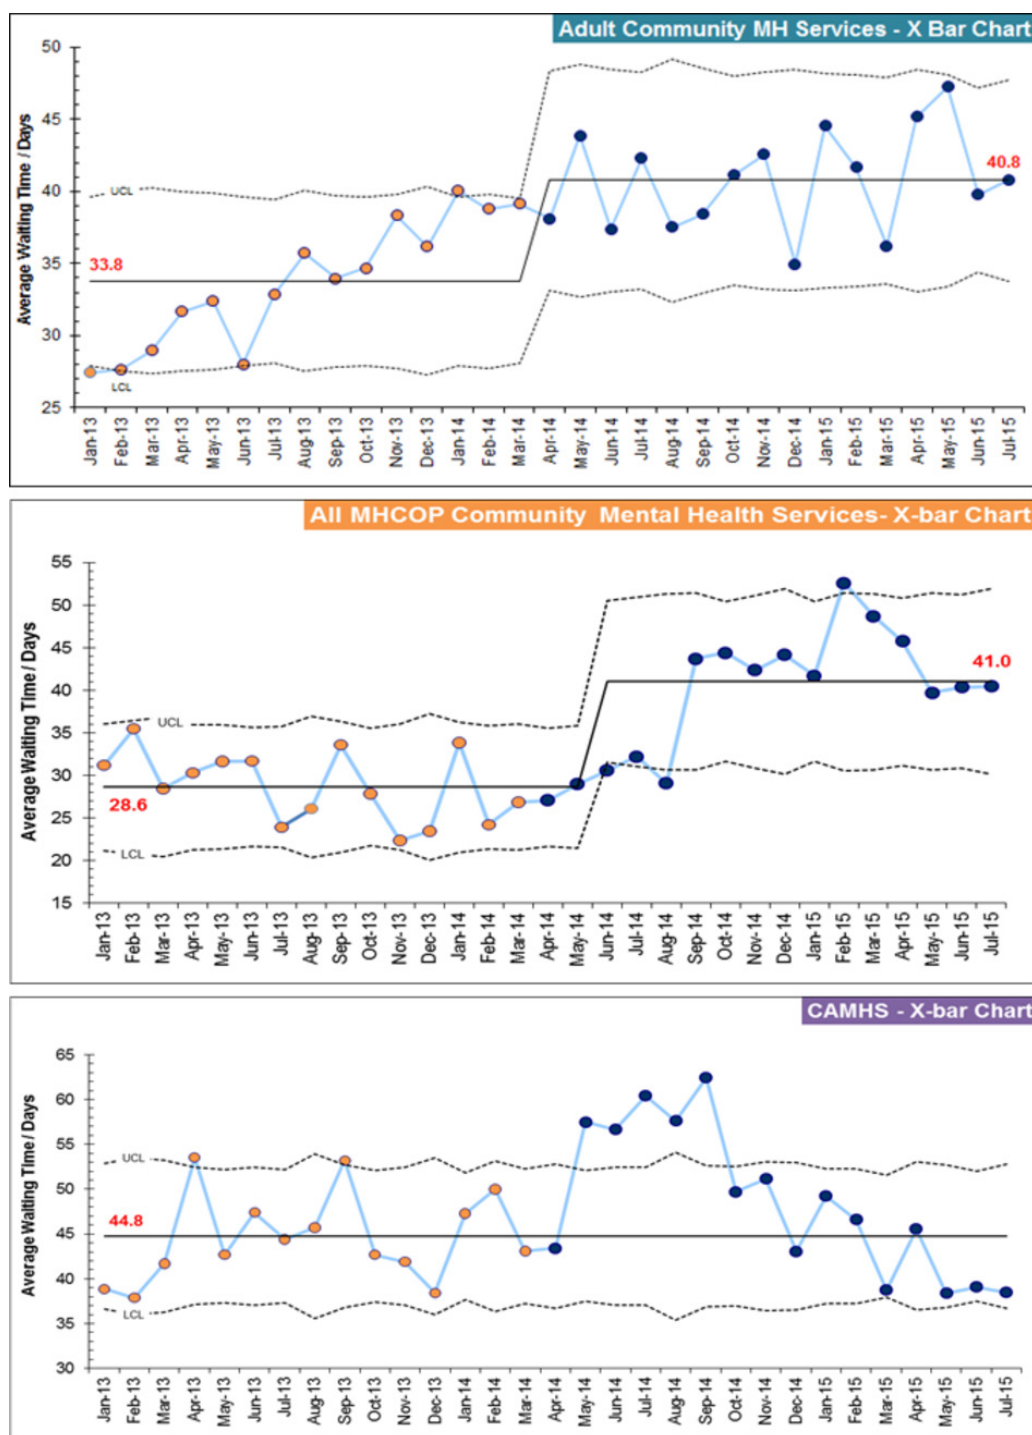 Adult Community MH Services - X Bar Chart
Average Waiting Time / Days
50
45
40
35
30
25
UCL
LCL
33.8
40.8
Jan-13 Feb-13 Mar-13 Apr-13 May-13 Jun-13 Jul-13 Aug-13 Sep-13 Oct-13 Nov-13 Dec-13 Jan-14 Feb-14 Mar-14 Apr-14 May-14 Jun-14 Jul-14 Aug-14 Sep-14 Oct-14 Nov-14 Dec-14 Jan-15 Feb-15 Mar-15 Apr-15 May-15 Jun-15 Jul-15
All MHCOP Community Mental Health Services- X-bar Chart
Average Waiting Time / Days
55
50
45
40
35
30
25
20
15
UCL
LCL
28.6
41.0
Jan-13 Feb-13 Mar-13 Apr-13 May-13 Jun-13 Jul-13 Aug-13 Sep-13 Oct-13 Nov-13 Dec-13 Jan-14 Feb-14 Mar-14 Apr-14 May-14 Jun-14 Jul-14 Aug-14 Sep-14 Oct-14 Nov-14 Dec-14 Jan-15 Feb-15 Mar-15 Apr-15 May-15 Jun-15 Jul-15
CAMHS - X-bar Chart
Average Waiting Time / Days
65
60
55
50
45
40
35
30
UCL
LCL
44.8
Jan-13 Feb-13 Mar-13 Apr-13 May-13 Jun-13 Jul-13 Aug-13 Sep-13 Oct-13 Nov-13 Dec-13 Jan-14 Feb-14 Mar-14 Apr-14 May-14 Jun-14 Jul-14 Aug-14 Sep-14 Oct-14 Nov-14 Dec-14 Jan-15 Feb-15 Mar-15 Apr-15 May-15 Jun-15 Jul-15